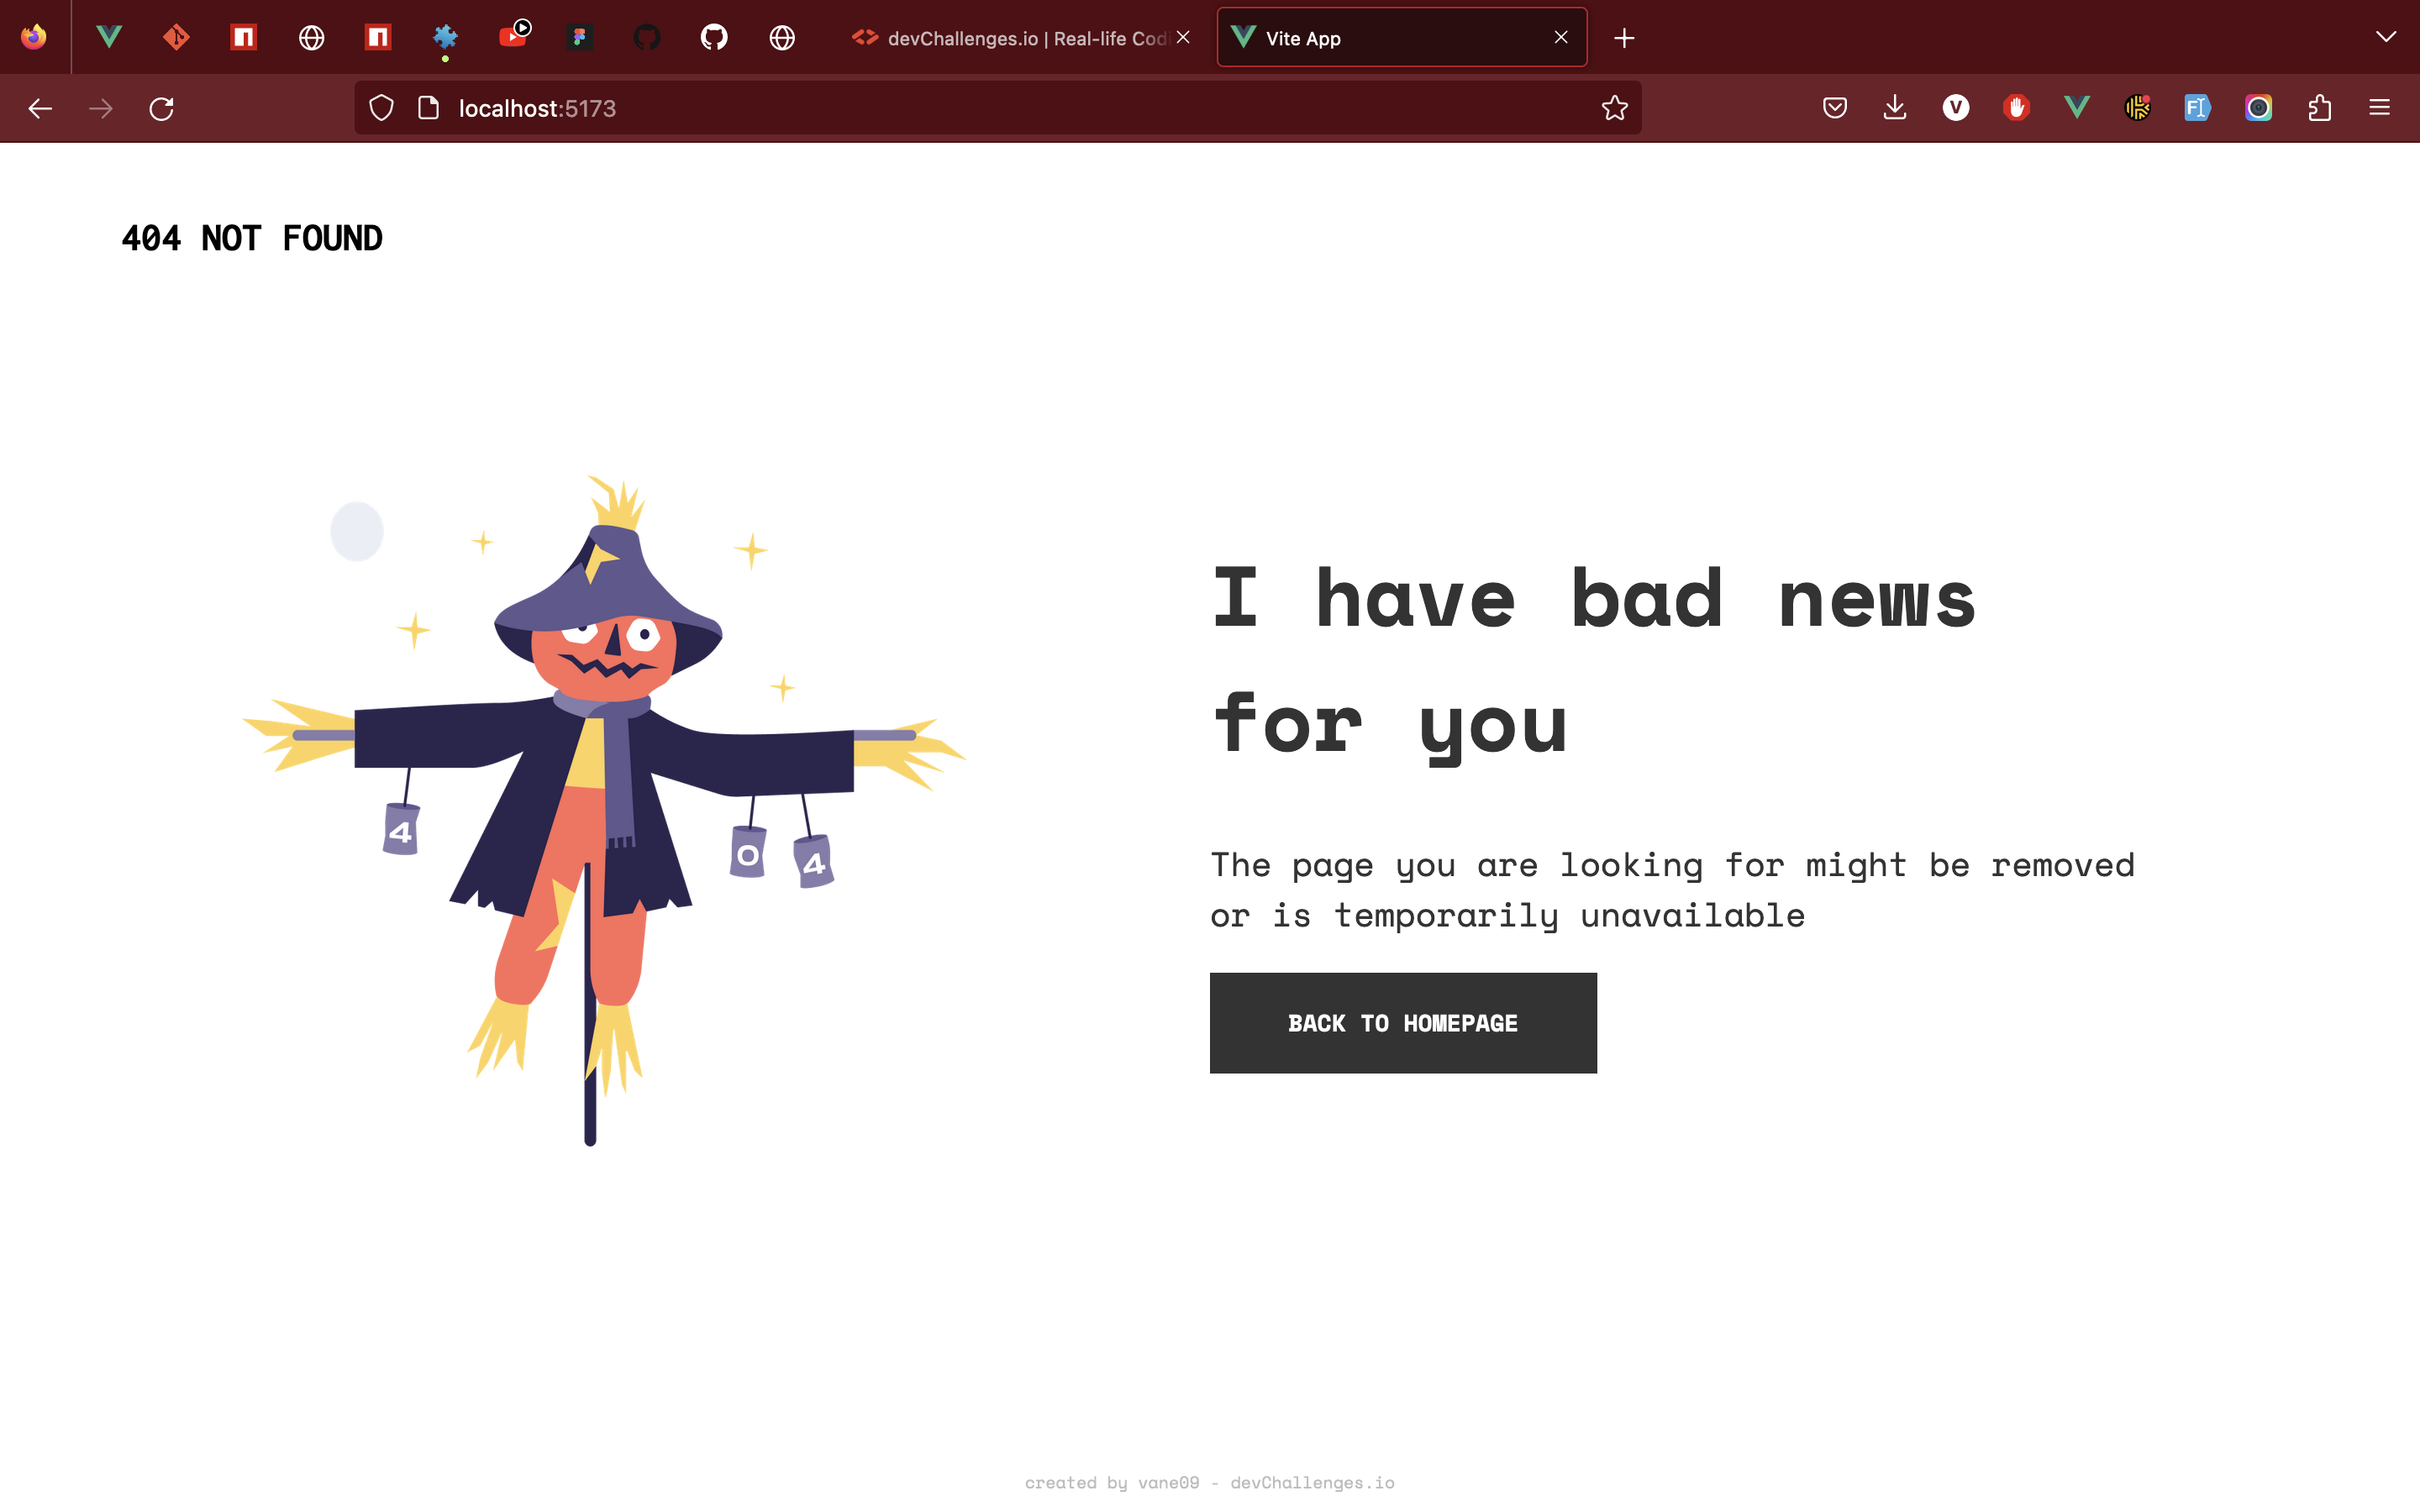 devChallenges.io | Real-life Codi
Vite App
localhost:5173
404 NOT FOUND
I have bad news
for you
4
0
4
The page you are looking for might be removed
or is temporarily unavailable
BACK TO HOMEPAGE
created by vane09 - devChallenges.io